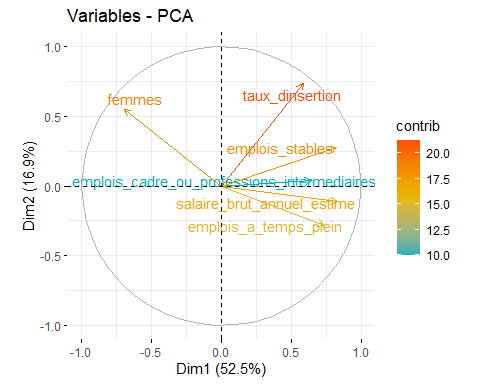 Variables - PCA
1.0
0.5
0.0
-0.5
-1.0
Dim2 (16.9%)
femmes
taux_dinsertion
emplois_stables
emplois_cadre_ou_professions_intermediaires
salaire_brut_annuel_estime
emplois_a_temps_plein
-1.0 -0.5 0.0 0.5 1.0
Dim1 (52.5%)
contrib
20.0
17.5
15.0
12.5
10.0